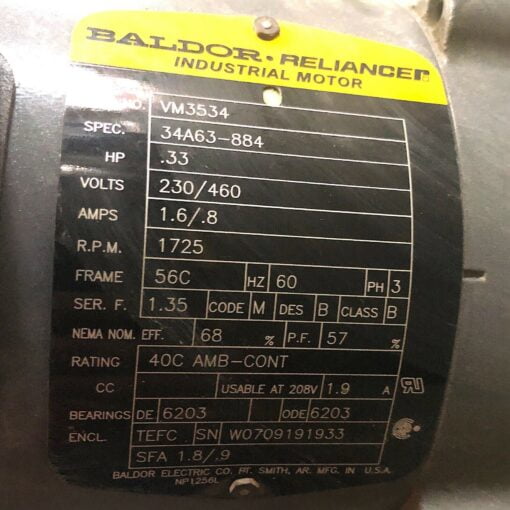 BALDOR · RELIANCER
INDUSTRIAL MOTOR
NO. VM3534
SPEC. 34A63-884
HP .33
VOLTS 230/460
AMPS 1.6/.8
R.P.M. 1725
FRAME 56C HZ 60 PH 3
SER. F. 1.35 CODE M DES B CLASS B
NEMA NOM. EFF. 68 % P.F. 57 %
RATING 40C AMB-CONT
CC USABLE AT 208V 1.9 A
BEARINGS DE 6203 ODE 6203
ENCL. TEFC SN W0709191933
SFA 1.8/.9
BALDOR ELECTRIC CO. FT. SMITH, AR. MFG. IN U.S.A.
NP1256L